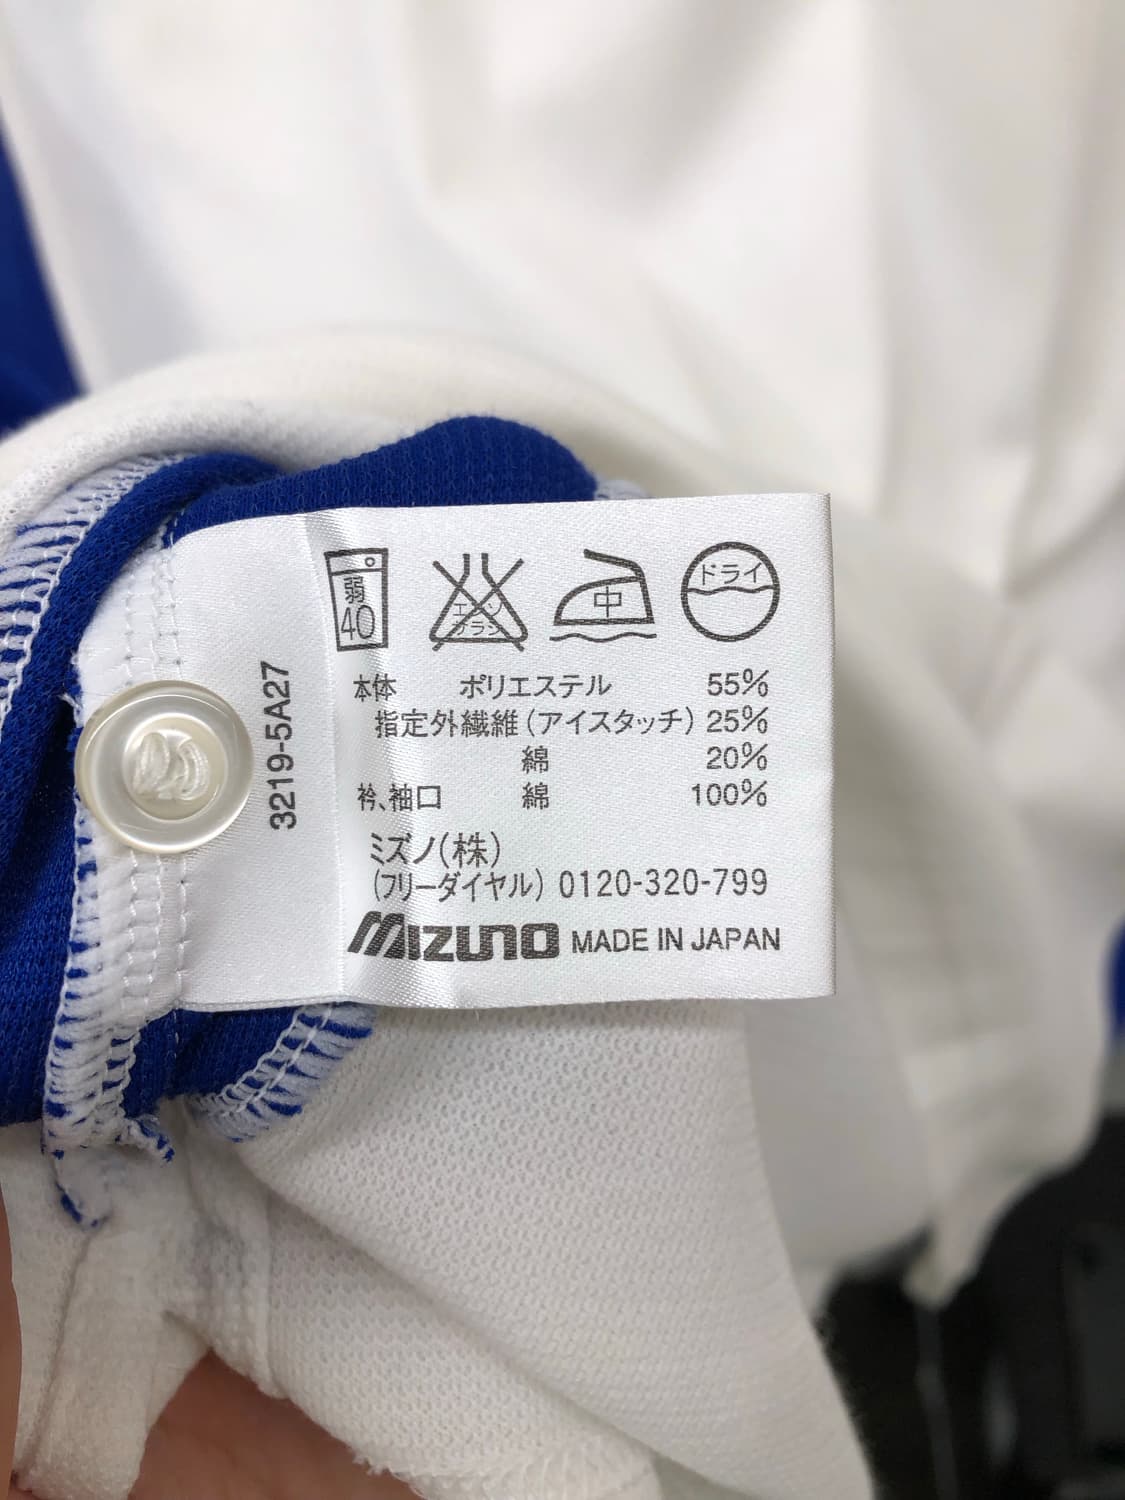 弱
40
エンソ
サラシ
中
ドライ
本体 ポリエステル 55%
指定外繊維(アイスタッチ) 25%
綿 20%
衿、袖口 綿 100%
ミズノ(株)
(フリーダイヤル) 0120-320-799
MIZUNO MADE IN JAPAN
3219-5A27